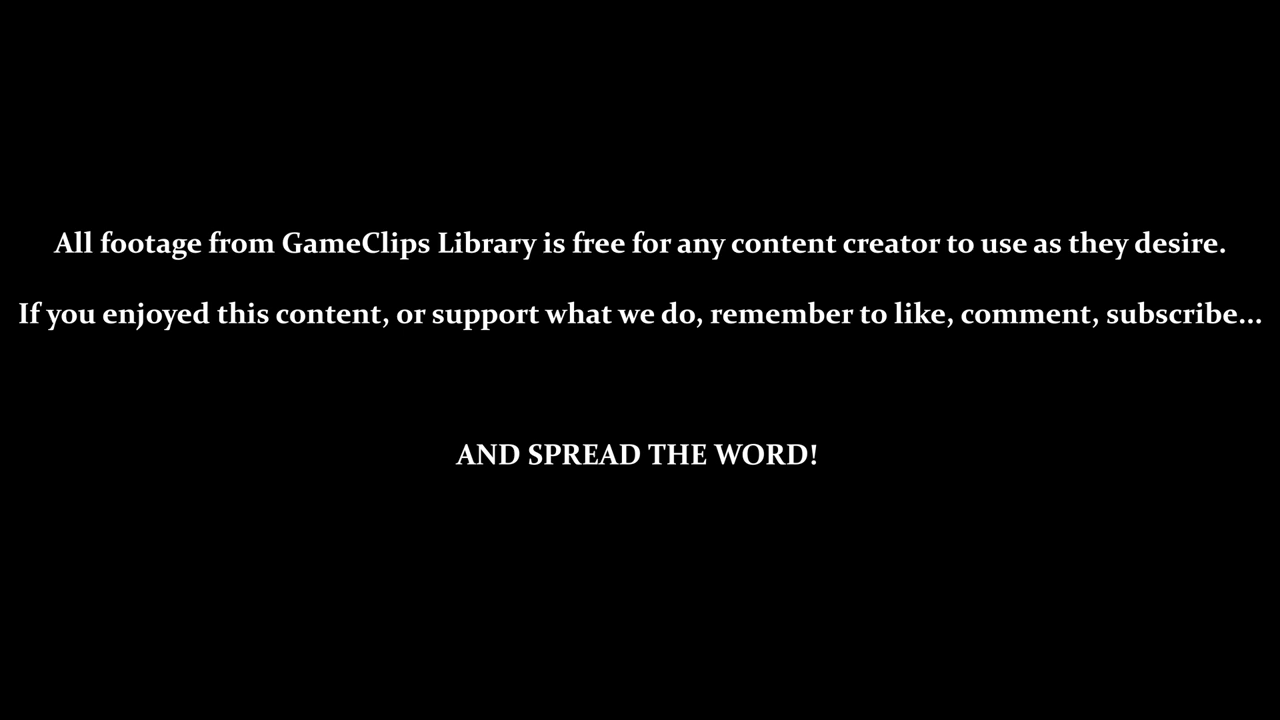 All footage from GameClips Library is free for any content creator to use as they desire.
If you enjoyed this content, or support what we do, remember to like, comment, subscribe...
AND SPREAD THE WORD!